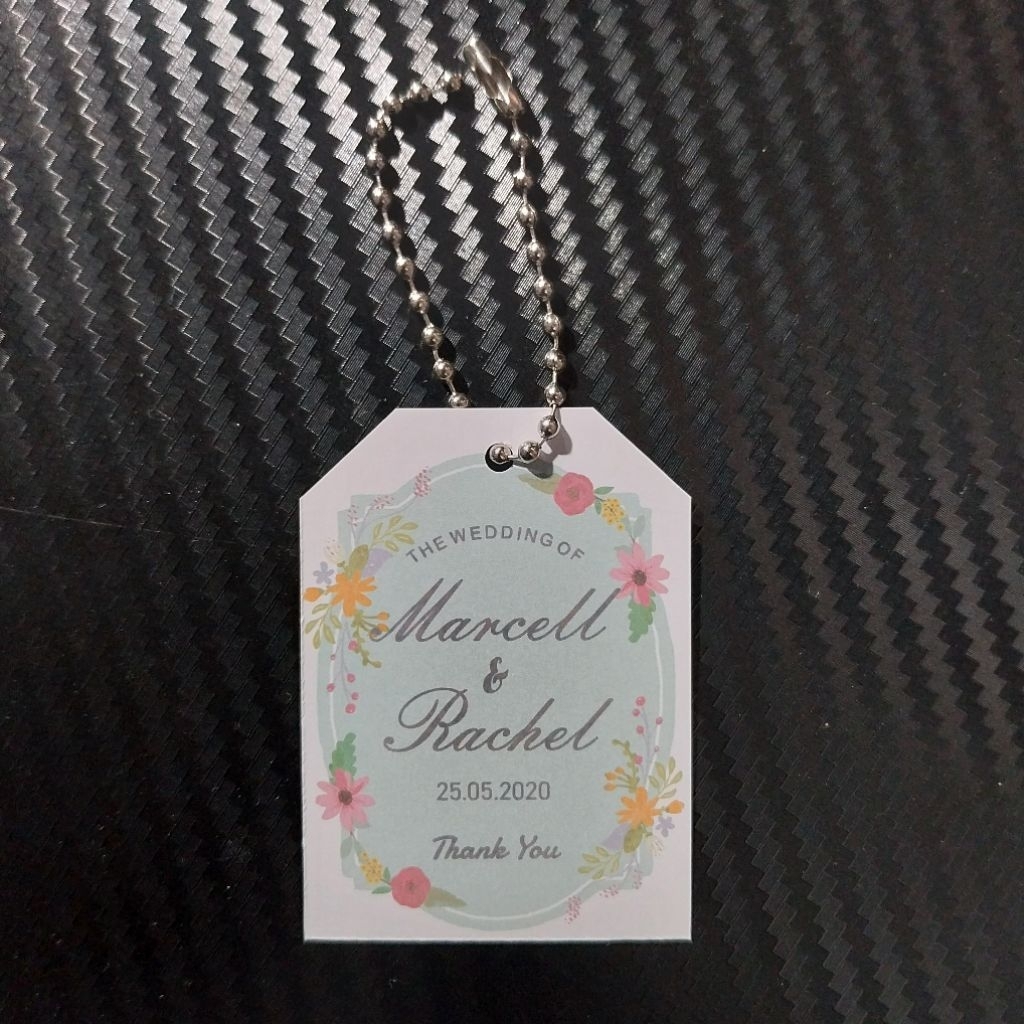 THE WEDDING OF
Marcell
&
Rachel
25.05.2020
Thank You